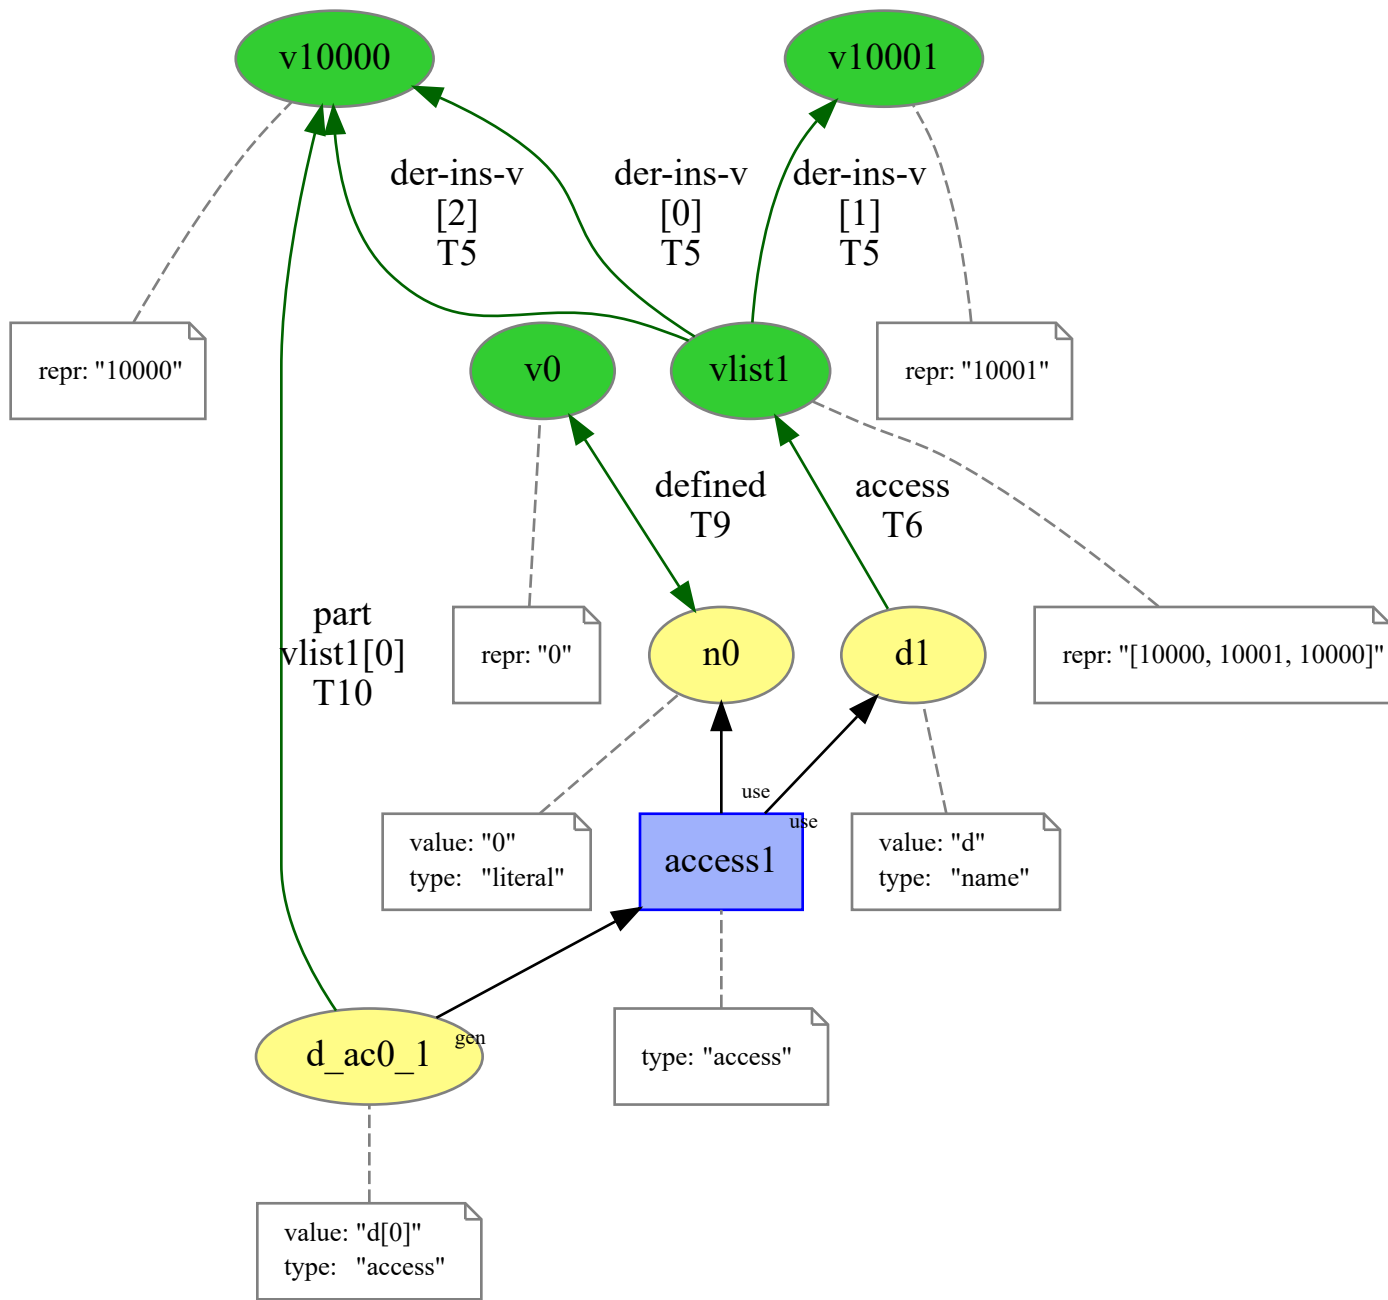 v10000
v10001
der-ins-v
[2]
T5
der-ins-v
[0]
T5
der-ins-v
[1]
T5
repr: "10000"
v0
vlist1
repr: "10001"
defined
T9
access
T6
part
vlist1[0]
T10
repr: "0"
n0
d1
repr: "[10000, 10001, 10000]"
use
use
value: "0"
type: "literal"
access1
value: "d"
type: "name"
gen
d_ac0_1
type: "access"
value: "d[0]"
type: "access"